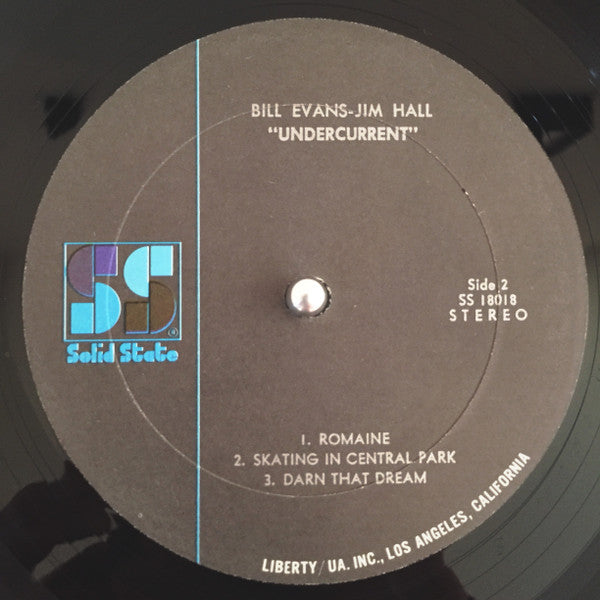 BILL EVANS-JIM HALL
"UNDERCURRENT"
SS
Solid State
Side 2
SS 18018
STEREO
1. ROMAINE
2. SKATING IN CENTRAL PARK
3. DARN THAT DREAM
LIBERTY/UA. INC., LOS ANGELES, CALIFORNIA